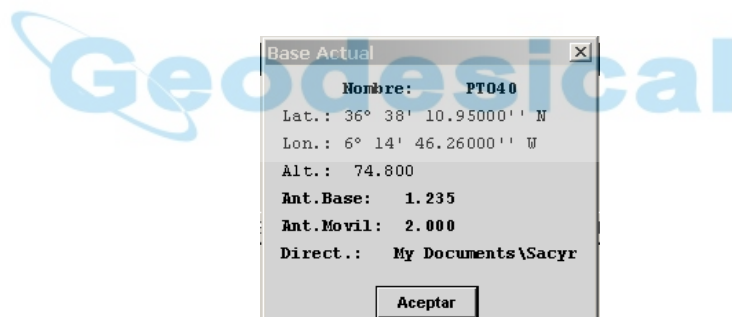 Geodesical
Base Actual
Nombre: PT040
Lat.: 36° 38' 10.95000'' N
Lon.: 6° 14' 46.26000'' W
Alt.: 74.800
Ant.Base: 1.235
Ant.Movil: 2.000
Direct.: My Documents\Sacyr
Aceptar